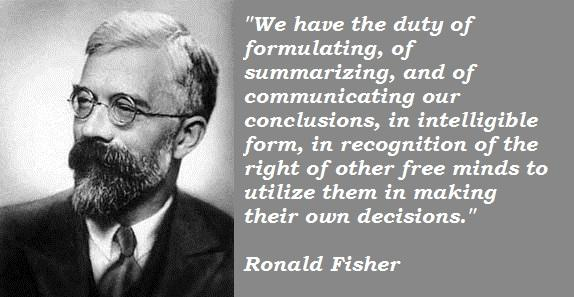 "We have the duty of
formulating, of
summarizing, and of
communicating our
conclusions, in intelligible
form, in recognition of the
right of other free minds to
utilize them in making
their own decisions."
Ronald Fisher